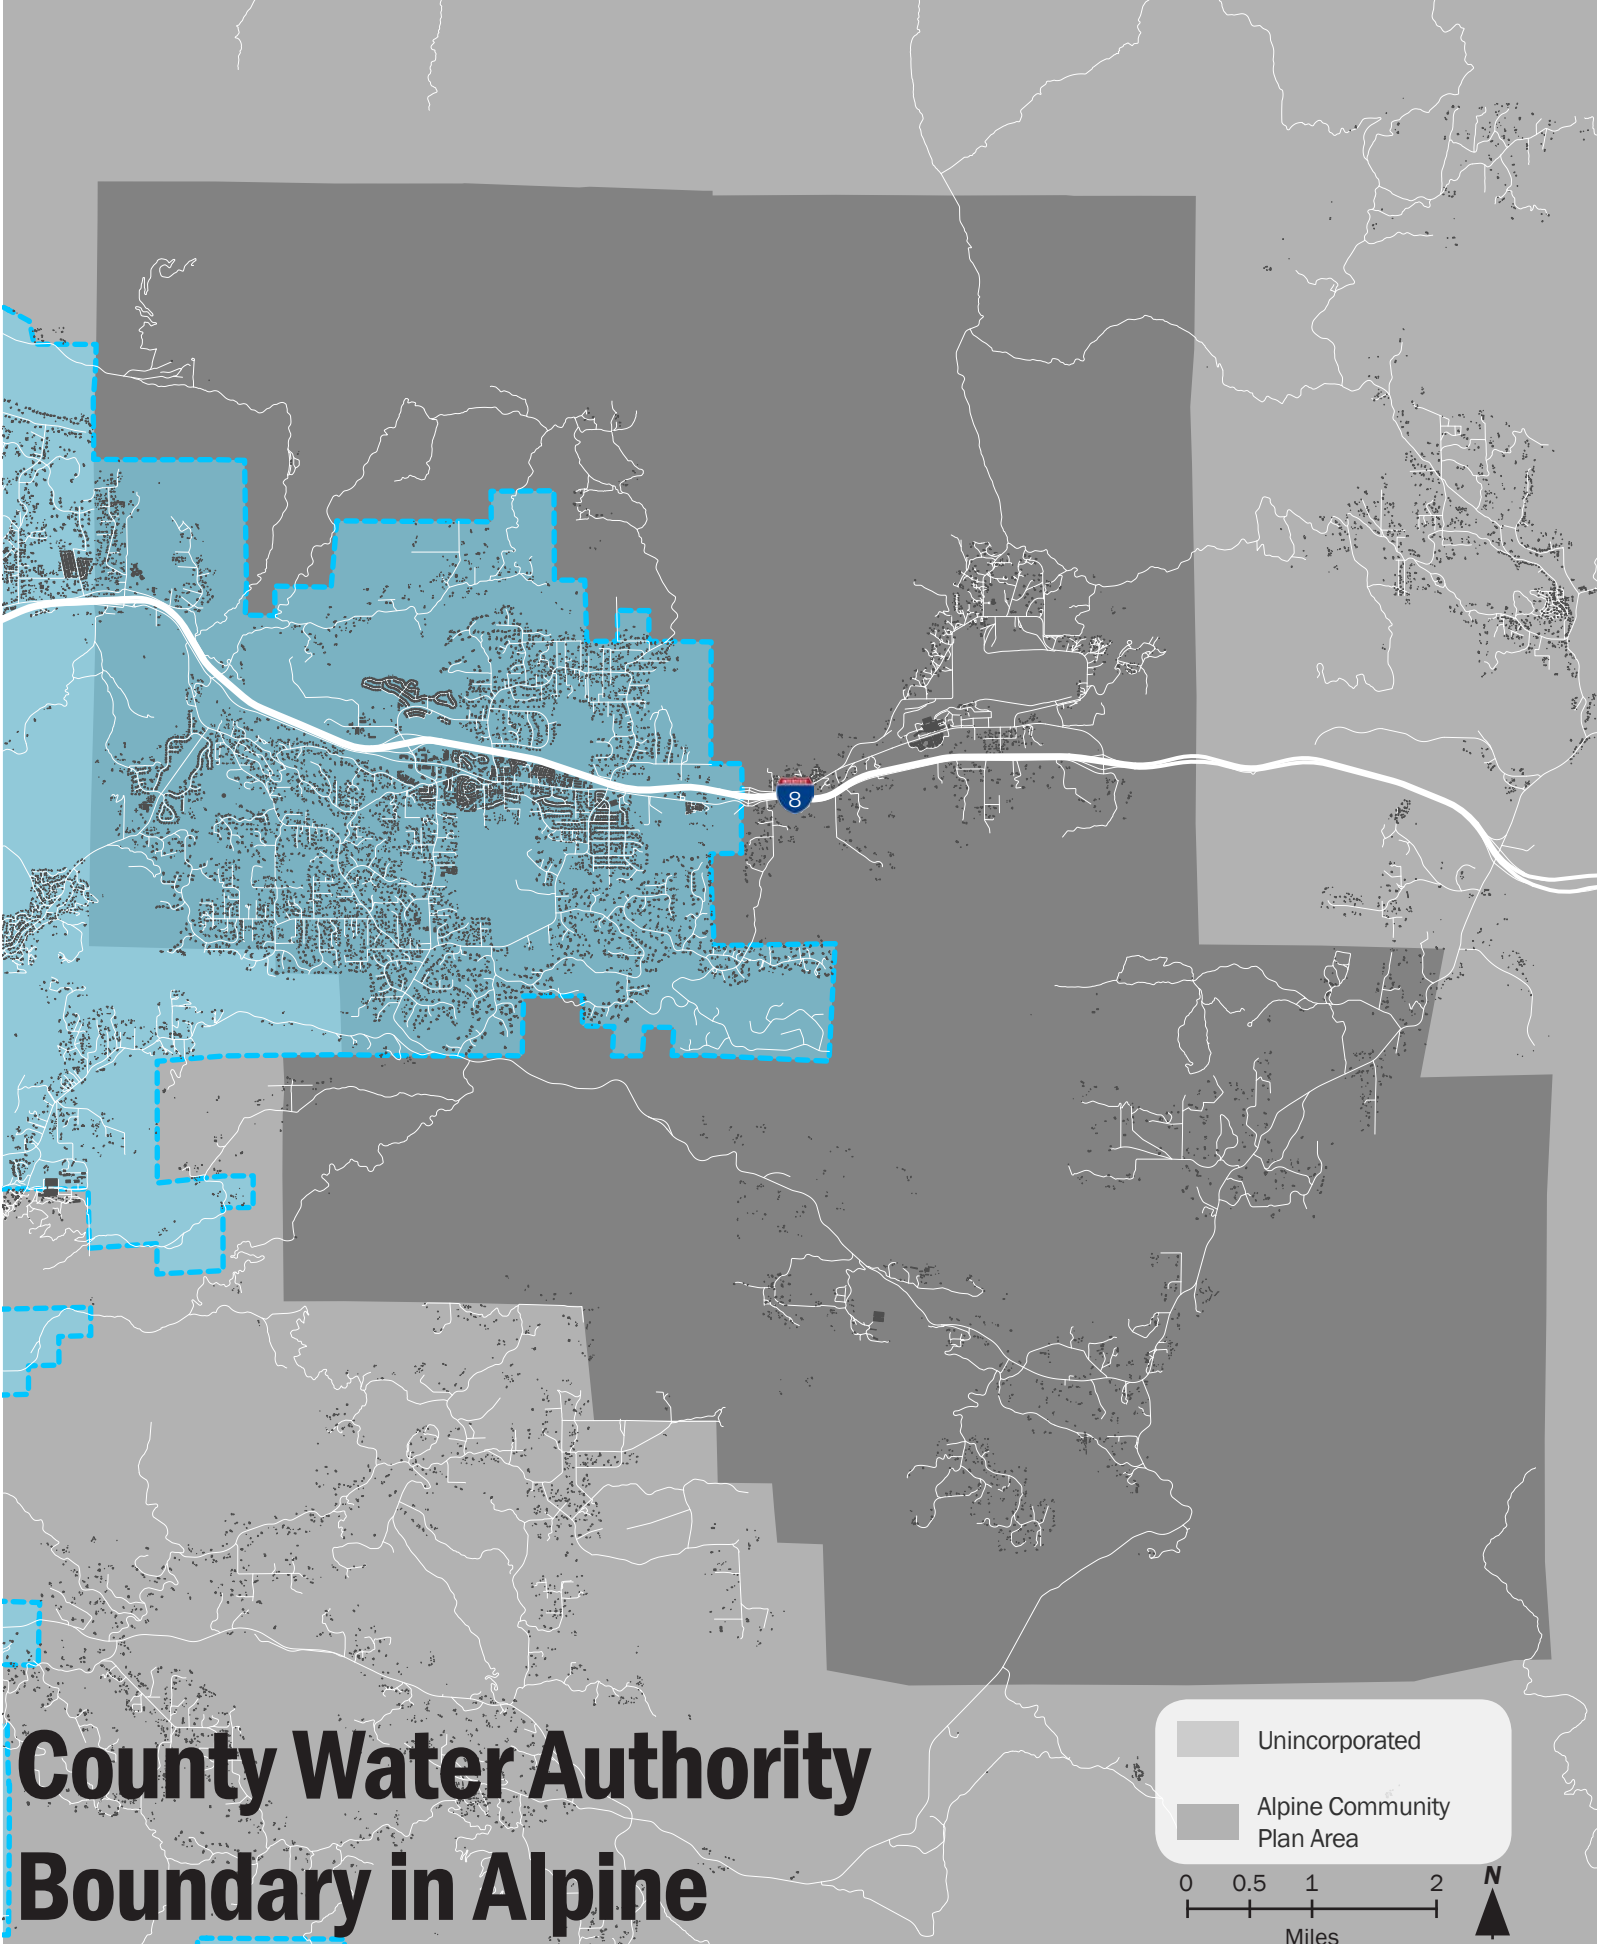 8
County Water Authority
Boundary in Alpine
Unincorporated
Alpine Community
Plan Area
0 0.5 1 2
Miles
N